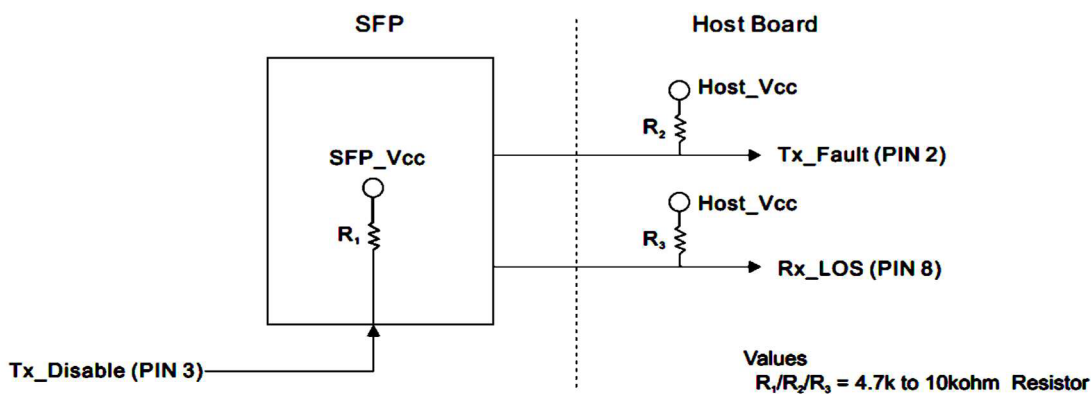 SFP
Host Board
Host_Vcc
R₂
Tx_Fault (PIN 2)
SFP_Vcc
R₁
Host_Vcc
R₃
Rx_LOS (PIN 8)
Tx_Disable (PIN 3)
Values
R₁/R₂/R₃ = 4.7k to 10kohm Resistor